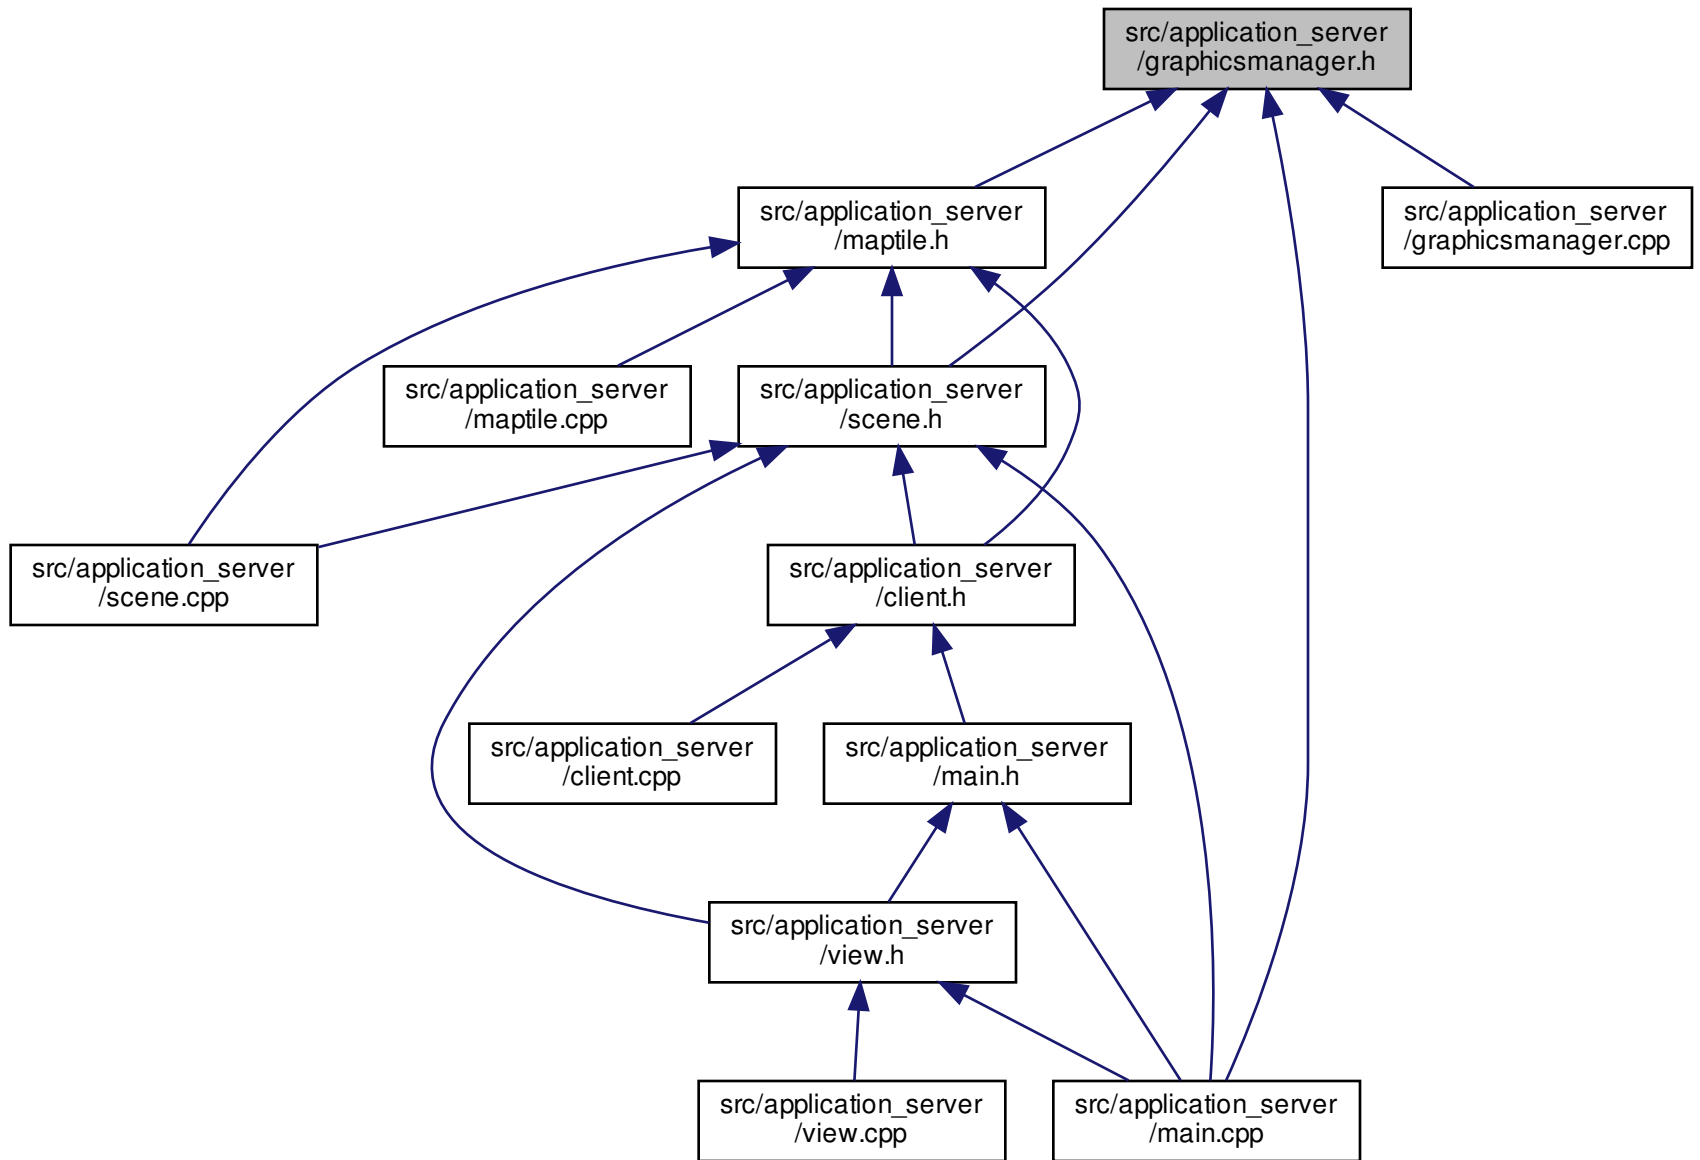 src/application_server
/graphicsmanager.h
src/application_server
/maptile.h
src/application_server
/graphicsmanager.cpp
src/application_server
/maptile.cpp
src/application_server
/scene.h
src/application_server
/scene.cpp
src/application_server
/client.h
src/application_server
/client.cpp
src/application_server
/main.h
src/application_server
/view.h
src/application_server
/view.cpp
src/application_server
/main.cpp